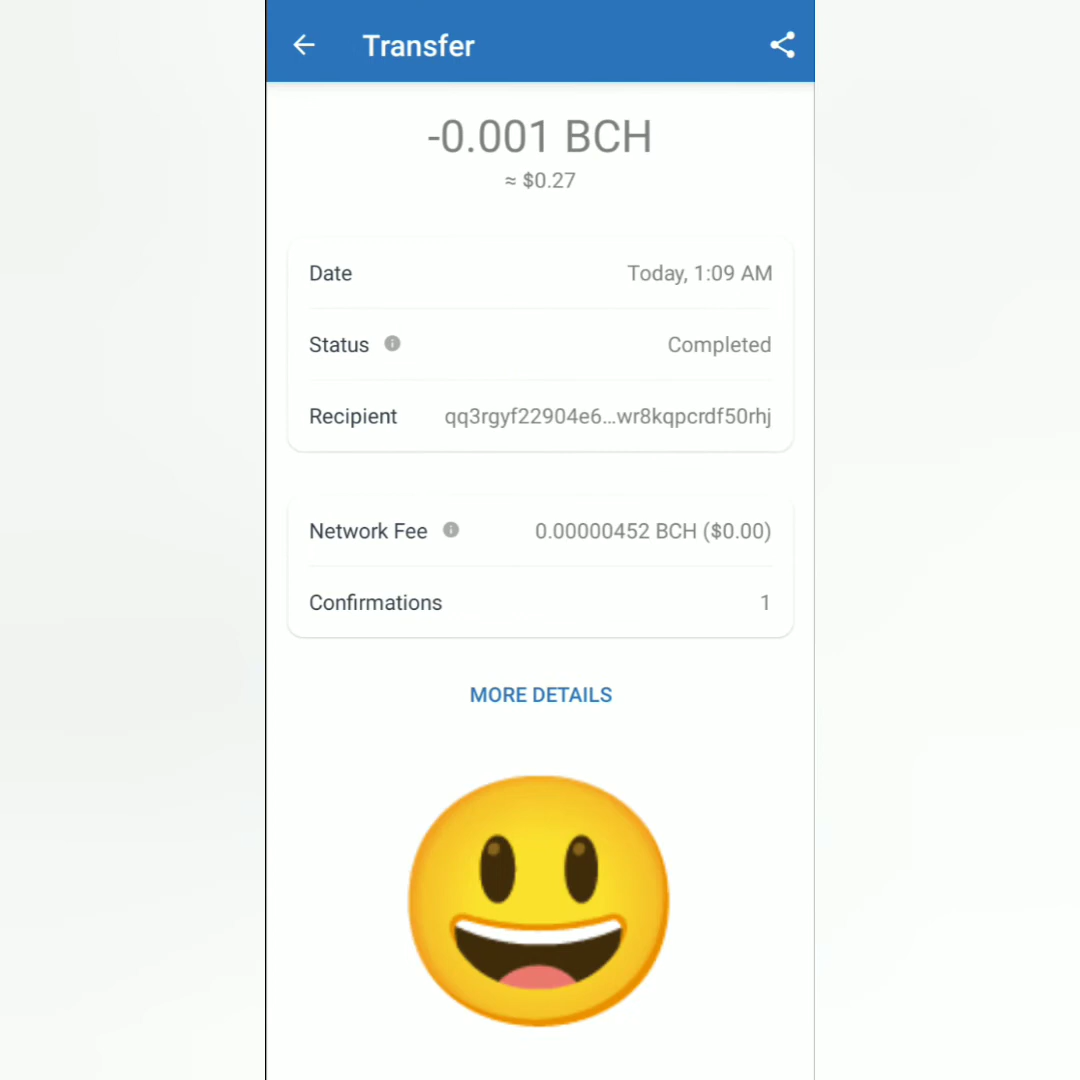 Transfer
-0.001 BCH
≈ $0.27
Date Today, 1:09 AM
Status Completed
Recipient qq3rgyf22904e6...wr8kqpcrdf50rhj
Network Fee 0.00000452 BCH ($0.00)
Confirmations 1
MORE DETAILS